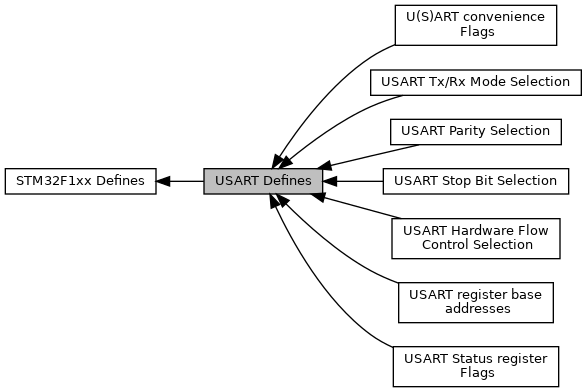 U(S)ART convenience
Flags
USART Tx/Rx Mode Selection
USART Parity Selection
STM32F1xx Defines
USART Defines
USART Stop Bit Selection
USART Hardware Flow
Control Selection
USART register base
addresses
USART Status register
Flags